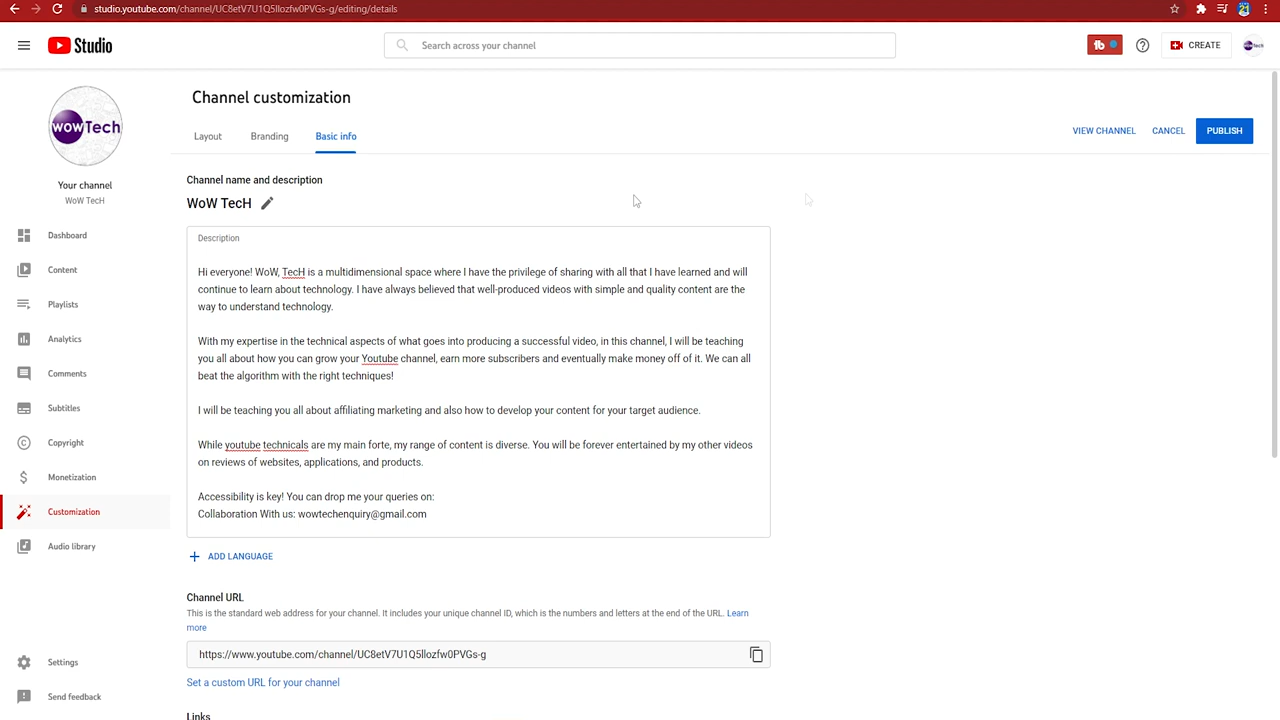 studio.youtube.com/channel/UC8etV7U1Q5llozfw0PVGs-g/editing/details
21
Studio
Search across your channel
tb
CREATE
wowTech
wowTech
Your channel
WoW TecH
Dashboard
Content
Playlists
Analytics
Comments
Subtitles
Copyright
Monetization
Customization
Audio library
Settings
Send feedback
Channel customization
Layout
Branding
Basic info
VIEW CHANNEL
CANCEL
PUBLISH
Channel name and description
WoW TecH
Description
Hi everyone! WoW, TecH is a multidimensional space where I have the privilege of sharing with all that I have learned and will
continue to learn about technology. I have always believed that well-produced videos with simple and quality content are the
way to understand technology.
With my expertise in the technical aspects of what goes into producing a successful video, in this channel, I will be teaching
you all about how you can grow your Youtube channel, earn more subscribers and eventually make money off of it. We can all
beat the algorithm with the right techniques!
I will be teaching you all about affiliating marketing and also how to develop your content for your target audience.
While youtube technicals are my main forte, my range of content is diverse. You will be forever entertained by my other videos
on reviews of websites, applications, and products.
Accessibility is key! You can drop me your queries on:
Collaboration With us: wowtechenquiry@gmail.com
ADD LANGUAGE
Channel URL
This is the standard web address for your channel. It includes your unique channel ID, which is the numbers and letters at the end of the URL. Learn
more
https://www.youtube.com/channel/UC8etV7U1Q5llozfw0PVGs-g
Set a custom URL for your channel
Links